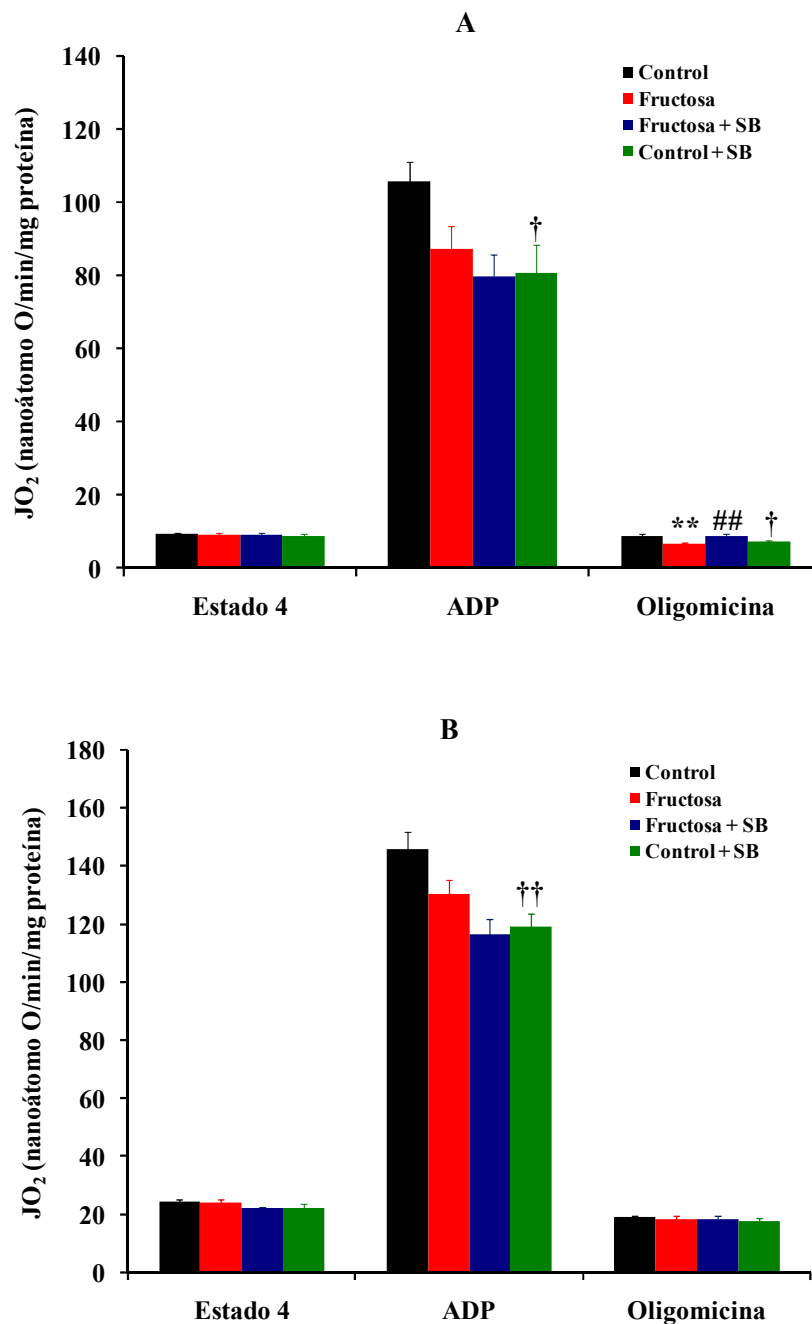 A
JO₂ (nanoátomo O/min/mg proteína)
140
120
100
80
60
40
20
0
Control
Fructosa
Fructosa + SB
Control + SB
†
** ## †
Estado 4 ADP Oligomicina
B
JO₂ (nanoátomo O/min/mg proteína)
180
160
140
120
100
80
60
40
20
0
Control
Fructosa
Fructosa + SB
Control + SB
††
Estado 4 ADP Oligomicina